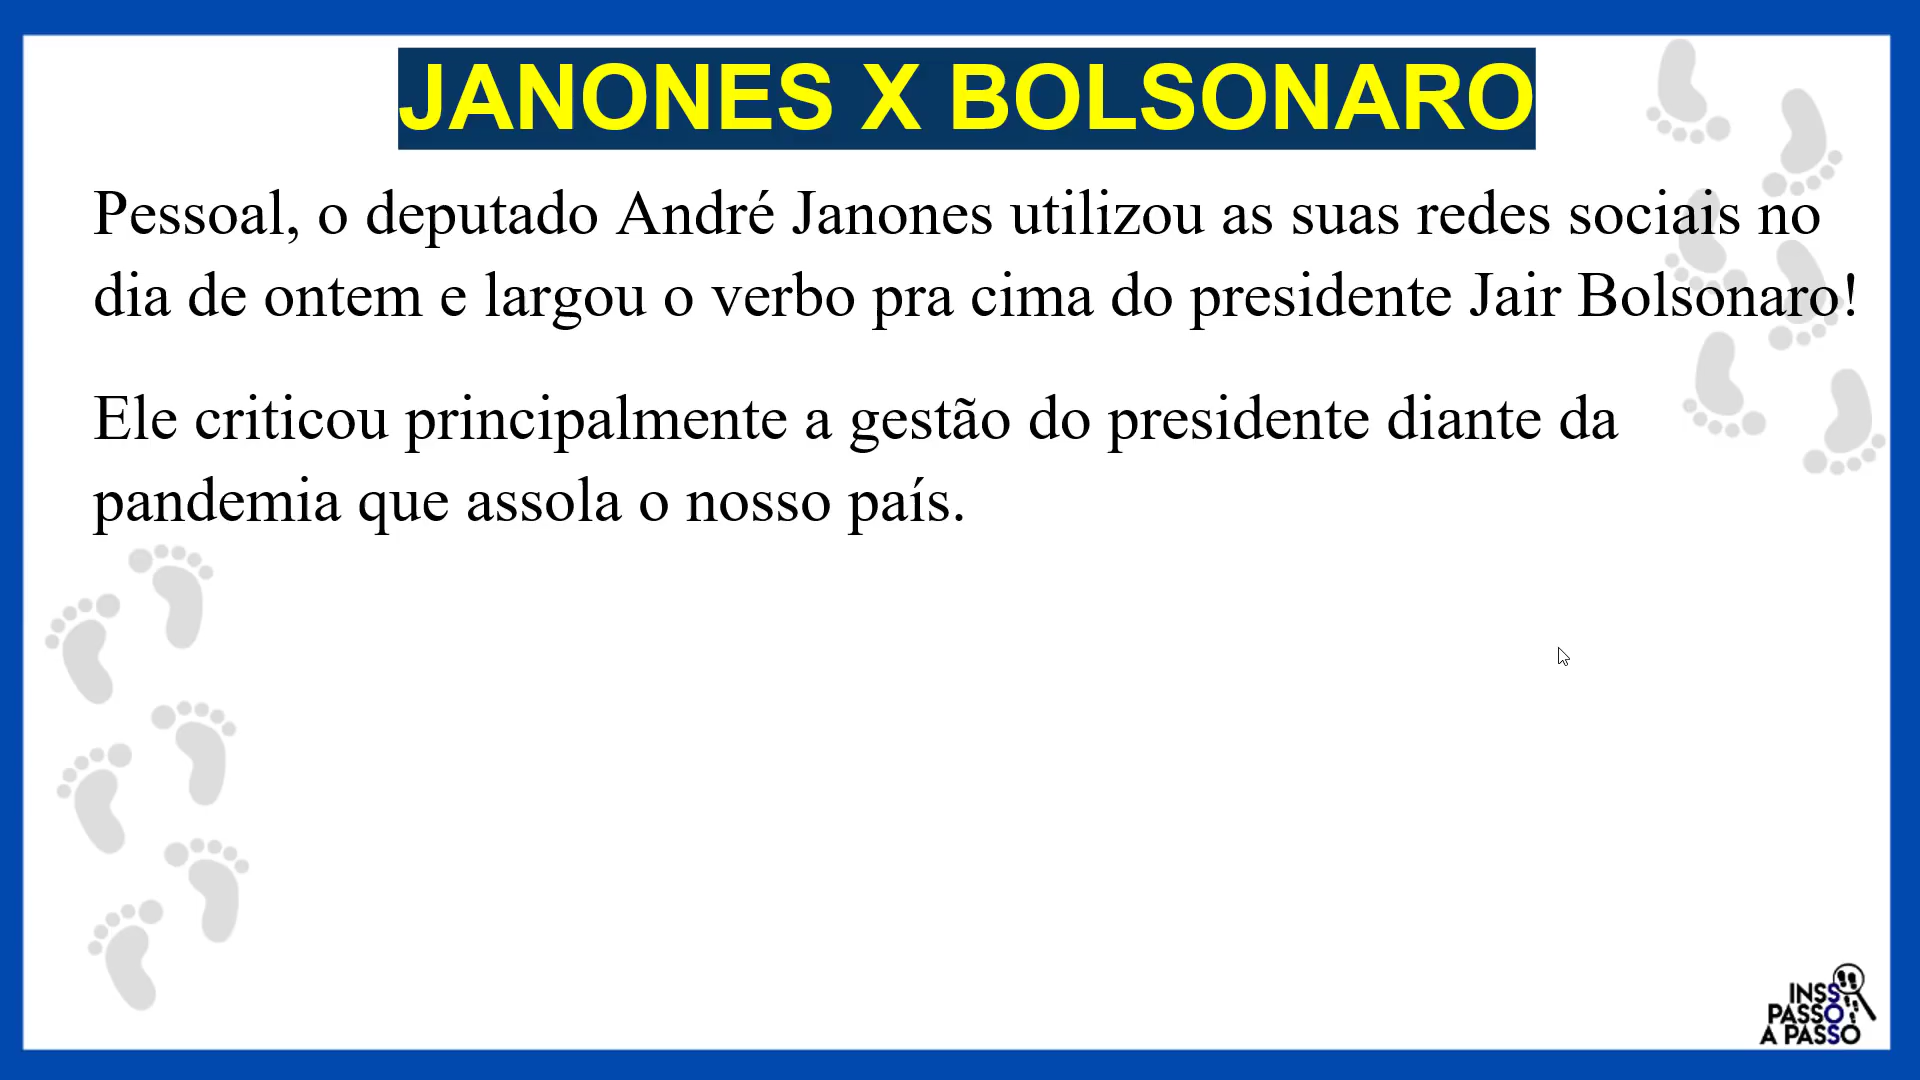 JANONES X BOLSONARO
Pessoal, o deputado André Janones utilizou as suas redes sociais no
dia de ontem e largou o verbo pra cima do presidente Jair Bolsonaro!
Ele criticou principalmente a gestão do presidente diante da
pandemia que assola o nosso país.
INSS
PASSO
A PASSO